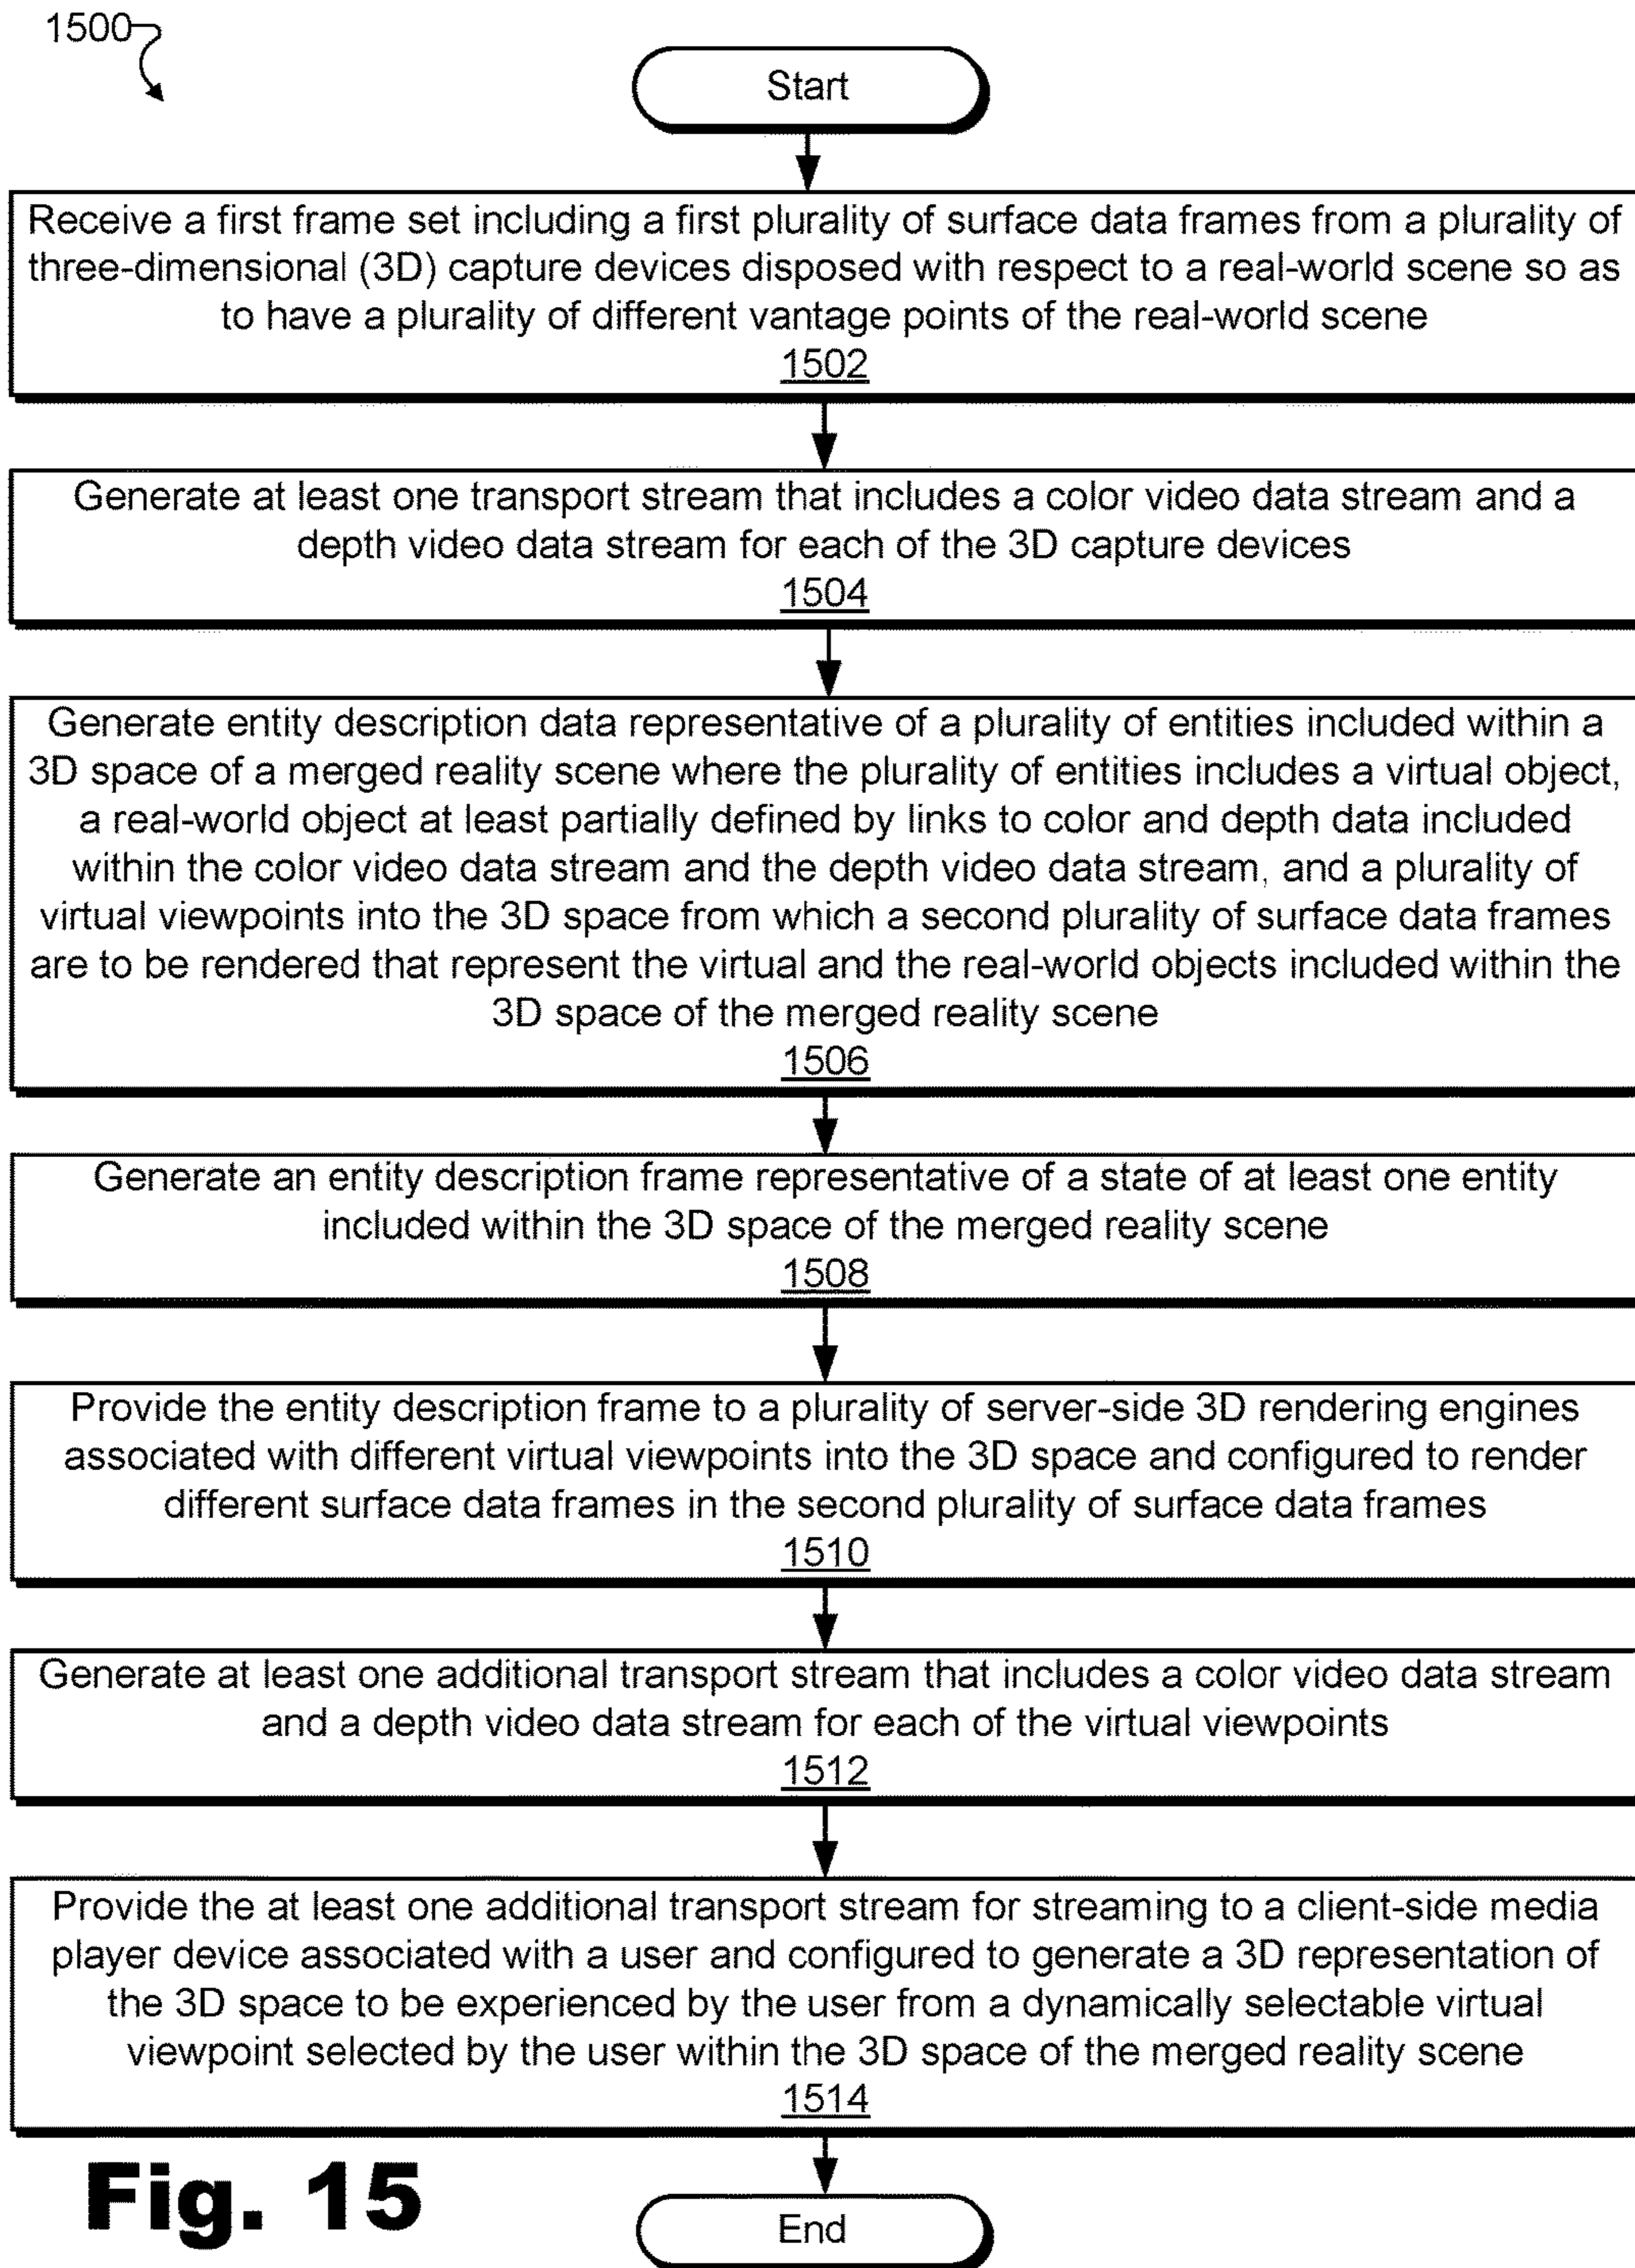 1500
Start
Receive a first frame set including a first plurality of surface data frames from a plurality of
three-dimensional (3D) capture devices disposed with respect to a real-world scene so as
to have a plurality of different vantage points of the real-world scene
1502
Generate at least one transport stream that includes a color video data stream and a
depth video data stream for each of the 3D capture devices
1504
Generate entity description data representative of a plurality of entities included within a
3D space of a merged reality scene where the plurality of entities includes a virtual object,
a real-world object at least partially defined by links to color and depth data included
within the color video data stream and the depth video data stream, and a plurality of
virtual viewpoints into the 3D space from which a second plurality of surface data frames
are to be rendered that represent the virtual and the real-world objects included within the
3D space of the merged reality scene
1506
Generate an entity description frame representative of a state of at least one entity
included within the 3D space of the merged reality scene
1508
Provide the entity description frame to a plurality of server-side 3D rendering engines
associated with different virtual viewpoints into the 3D space and configured to render
different surface data frames in the second plurality of surface data frames
1510
Generate at least one additional transport stream that includes a color video data stream
and a depth video data stream for each of the virtual viewpoints
1512
Provide the at least one additional transport stream for streaming to a client-side media
player device associated with a user and configured to generate a 3D representation of
the 3D space to be experienced by the user from a dynamically selectable virtual
viewpoint selected by the user within the 3D space of the merged reality scene
1514
Fig. 15
End